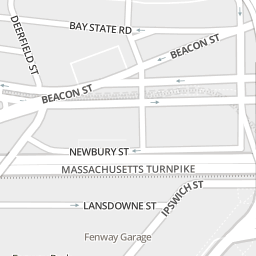 BAY STATE RD
DEERFIELD ST
BEACON ST
BEACON ST
NEWBURY ST
MASSACHUSETTS TURNPIKE
IPSWICH ST
LANSDOWNE ST
Fenway Garage